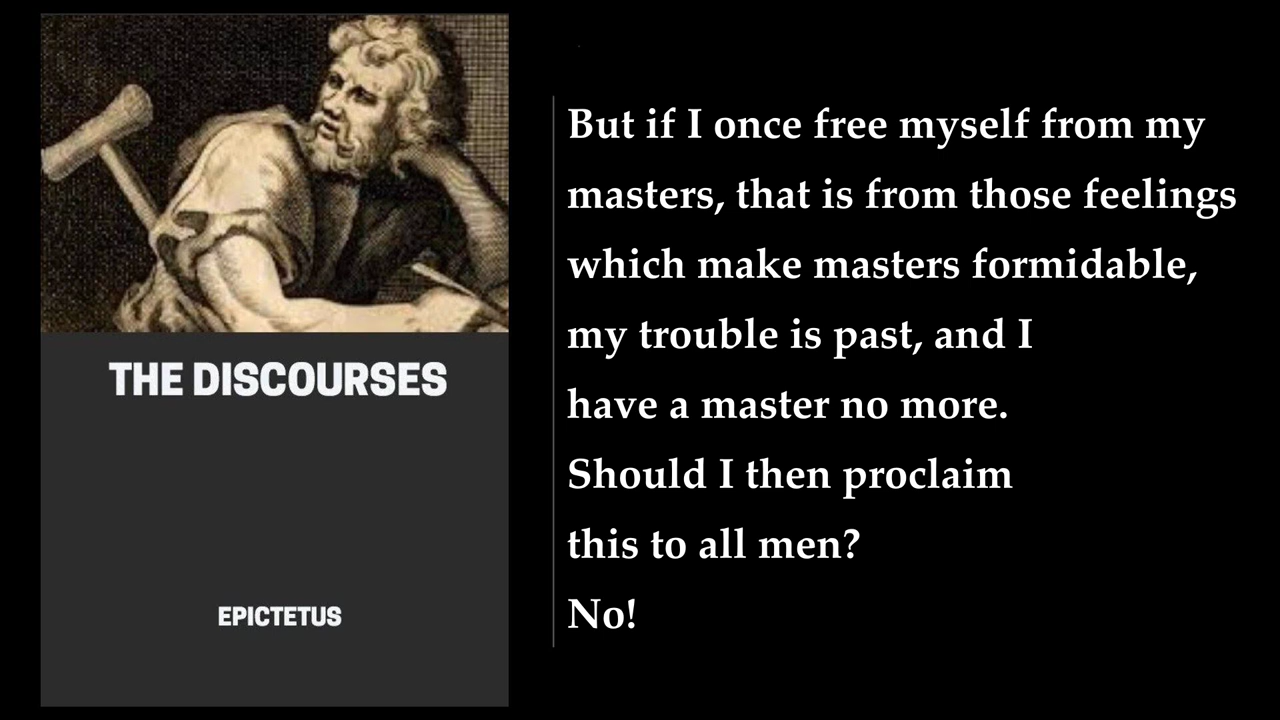 THE DISCOURSES
EPICTETUS
But if I once free myself from my
masters, that is from those feelings
which make masters formidable,
my trouble is past, and I
have a master no more.
Should I then proclaim
this to all men?
No!